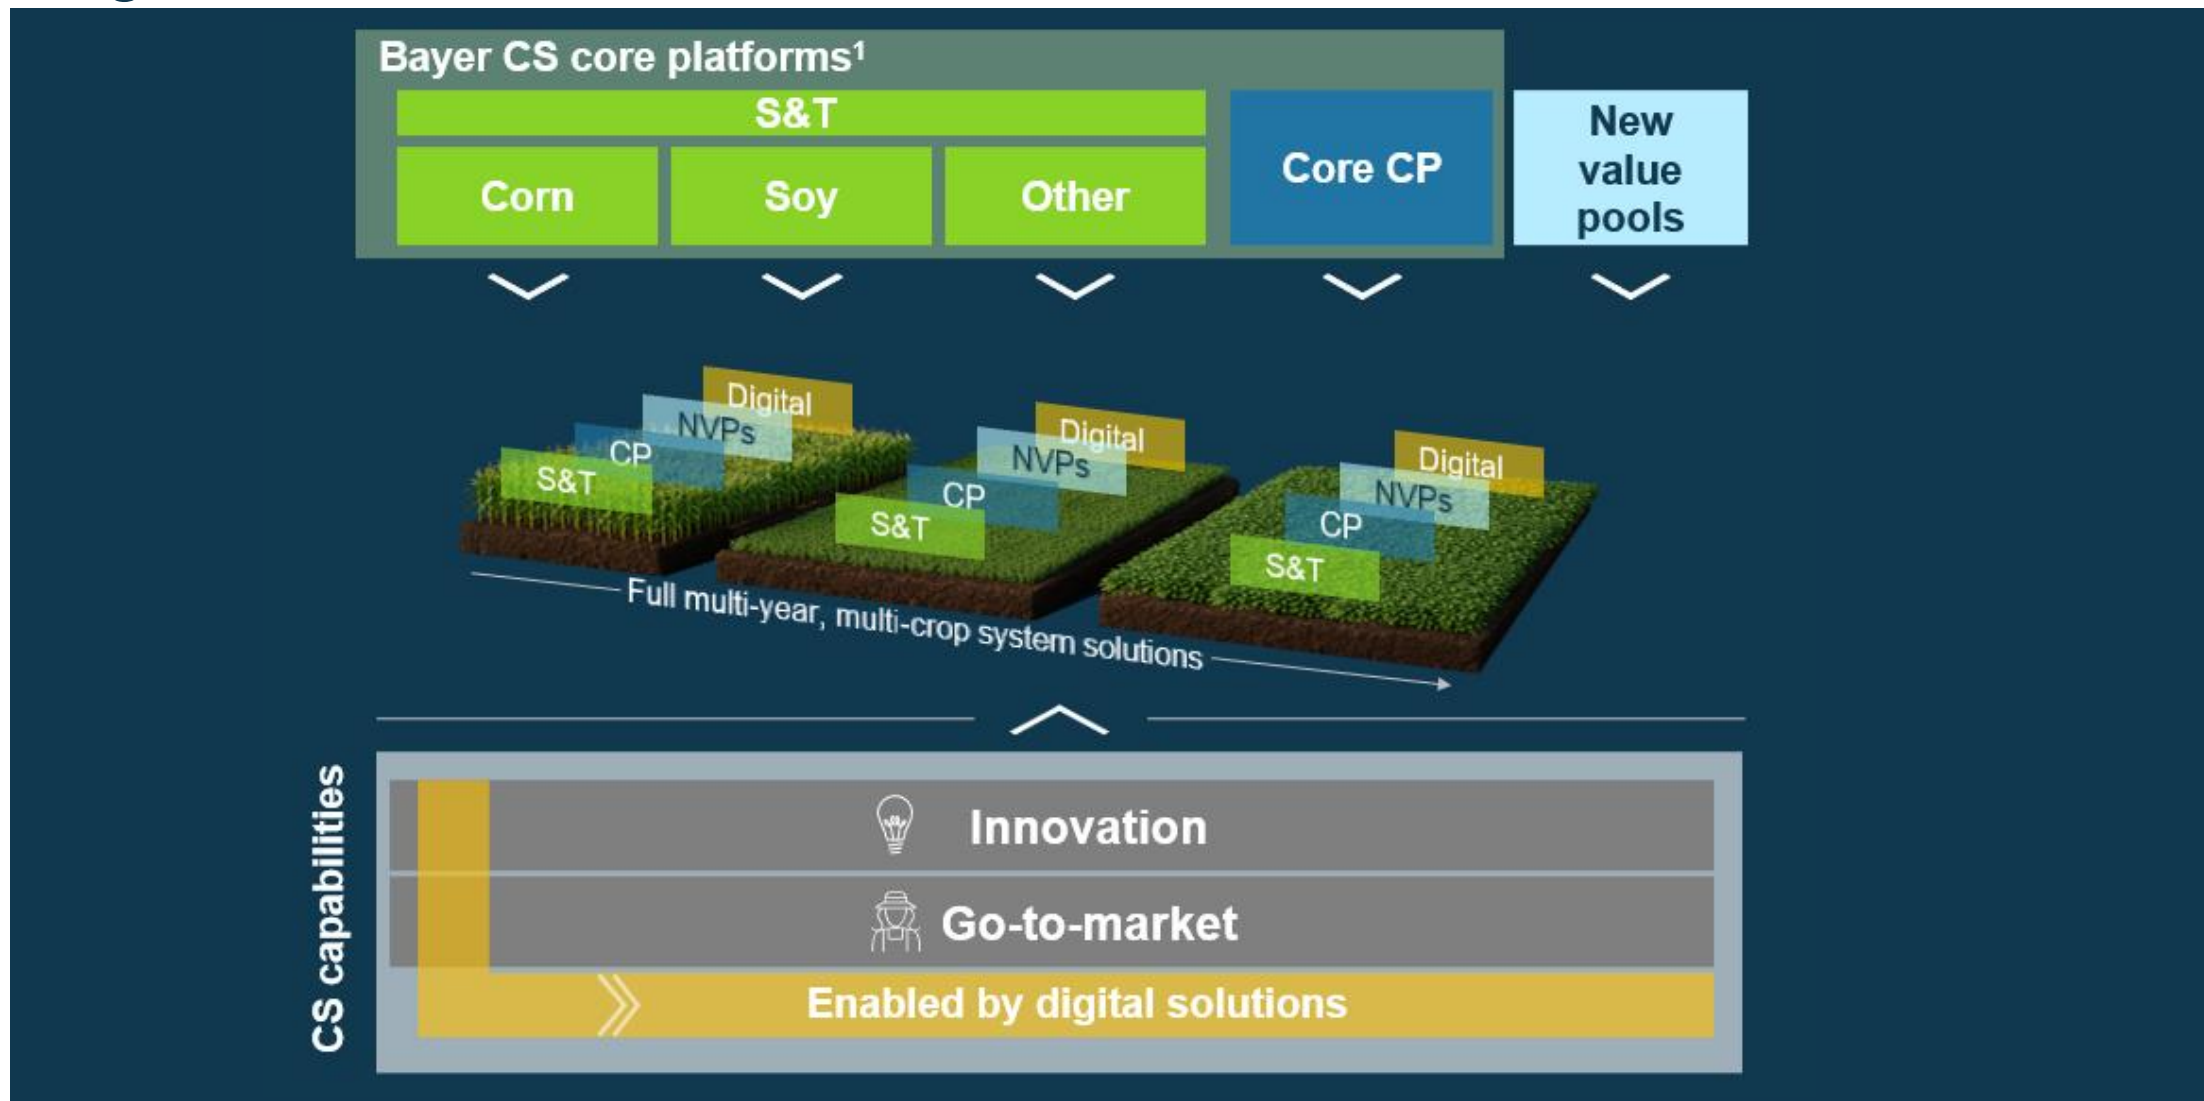 Bayer CS core platforms¹
S&T
Corn
Soy
Other
Core CP
New
value
pools
Digital
NVPs
CP
S&T
Digital
NVPs
CP
S&T
Digital
NVPs
CP
S&T
Full multi-year, multi-crop system solutions
CS capabilities
Innovation
Go-to-market
Enabled by digital solutions